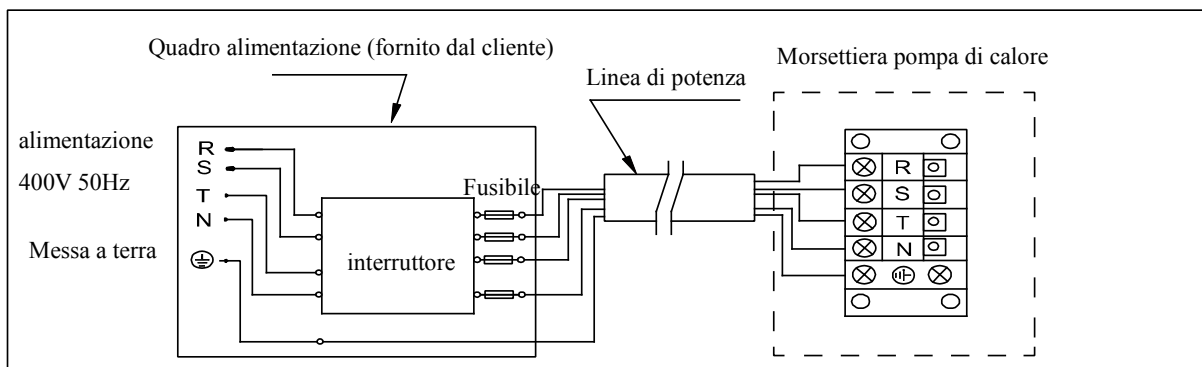 Quadro alimentazione (fornito dal cliente)
Linea di potenza
Morsettiera pompa di calore
alimentazione
400V 50Hz
Messa a terra
R
S
T
N
Fusibile
interruttore
R
S
T
N